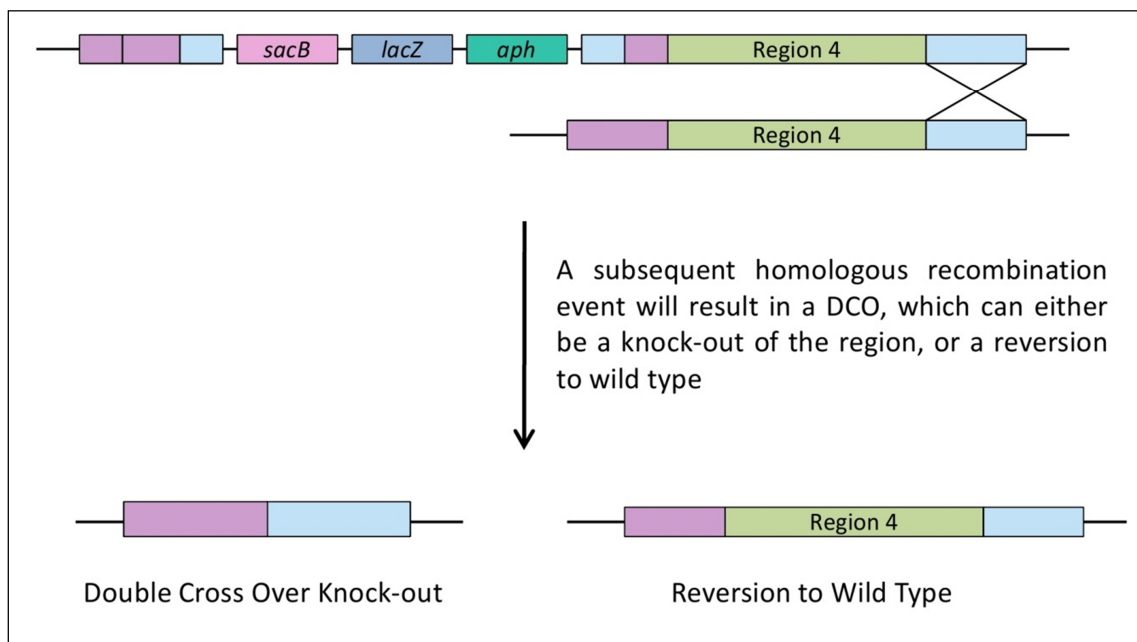 sacB lacZ aph Region 4
Region 4
A subsequent homologous recombination
event will result in a DCO, which can either
be a knock-out of the region, or a reversion
to wild type
Region 4
Double Cross Over Knock-out Reversion to Wild Type